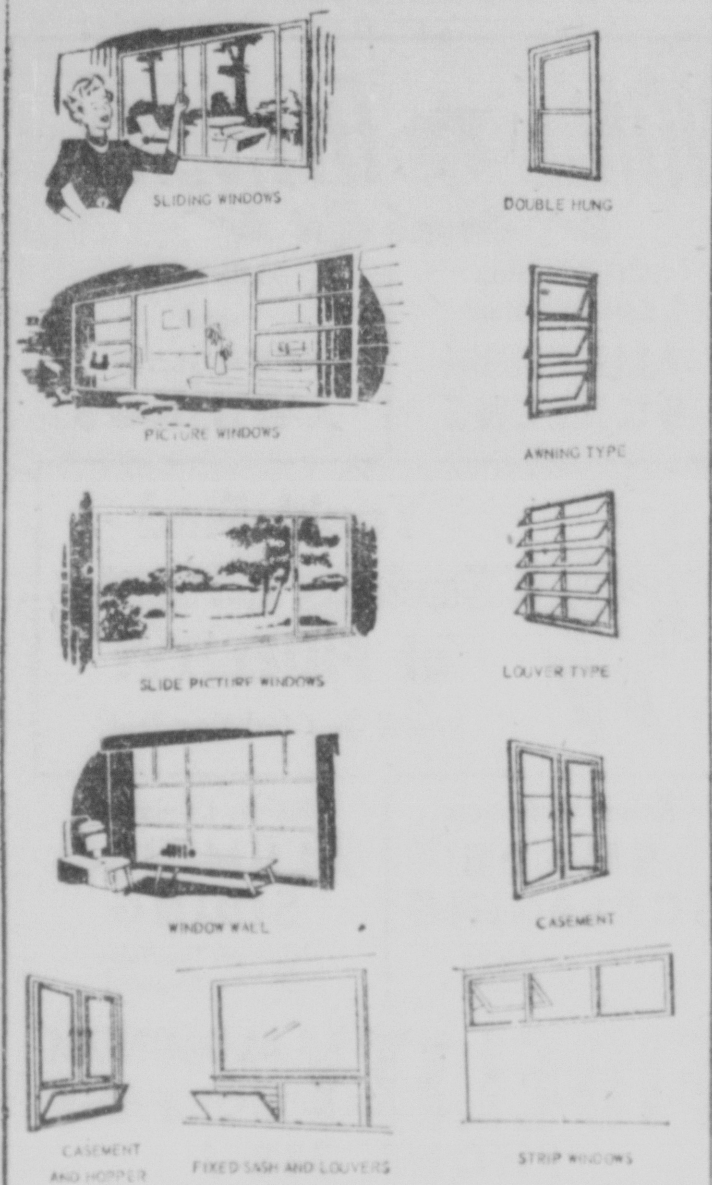 SLIDING WINDOWS
DOUBLE HUNG
PICTURE WINDOWS
AWNING TYPE
SLIDE PICTURE WINDOWS
LOUVER TYPE
WINDOW WALL
CASEMENT
CASEMENT
AND HOPPER
FIXED SASH AND LOUVERS
STRIP WINDOWS